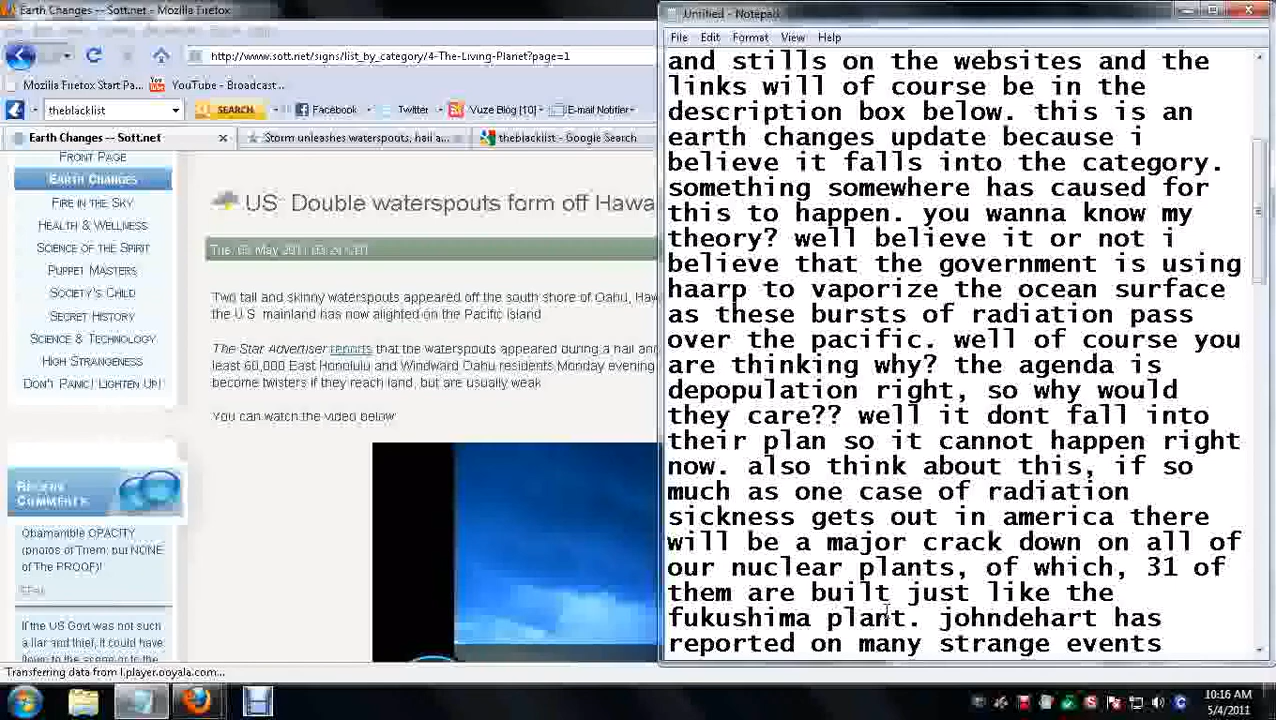 Earth Changes -- Sott.net - Mozilla Firefox
http://www.sott.net/signs/list_by_category/4-The-Living-Planet?page=1
Mozilla Firefox Start Pa...
YouTube - Broadcast...
theblacklist
SEARCH
Facebook
Twitter
Vuze Blog [10]
E-mail Notifier
Earth Changes -- Sott.net
Storm unleashes waterspouts, hail a...
theblacklist - Google Search
FRONT PAGE
EARTH CHANGES
FIRE IN THE SKY
HEALTH & WELLNESS
SCIENCE OF THE SPIRIT
PUPPET MASTERS
SOCIETY'S CHILD
SECRET HISTORY
SCIENCE & TECHNOLOGY
HIGH STRANGENESS
DON'T PANIC! LIGHTEN UP!
RECENT
COMMENTS
Obamanible OPACITY
(photos of Them; but NONE
of The PROOF)!
If the US Govt was not such
a liar and thief, it could have
US: Double waterspouts form off Hawa
Two tall and skinny waterspouts appeared off the south shore of Oahu, Haw
the U.S. mainland has now alighted on the Pacific island.
The Star Advertiser reports that the waterspouts appeared during a hail and
least 60,000 East Honolulu and Windward Oahu residents Monday evening
become twisters if they reach land, but are usually weak.
You can watch the video below
Transferring data from l.player.ooyala.com...
Untitled - Notepad
File Edit Format View Help
and stills on the websites and the
links will of course be in the
description box below. this is an
earth changes update because i
believe it falls into the category.
something somewhere has caused for
this to happen. you wanna know my
theory? well believe it or not i
believe that the government is using
haarp to vaporize the ocean surface
as these bursts of radiation pass
over the pacific. well of course you
are thinking why? the agenda is
depopulation right, so why would
they care?? well it dont fall into
their plan so it cannot happen right
now. also think about this, if so
much as one case of radiation
sickness gets out in america there
will be a major crack down on all of
our nuclear plants, of which, 31 of
them are built just like the
fukushima plant. johndehart has
reported on many strange events
10:16 AM
5/4/2011